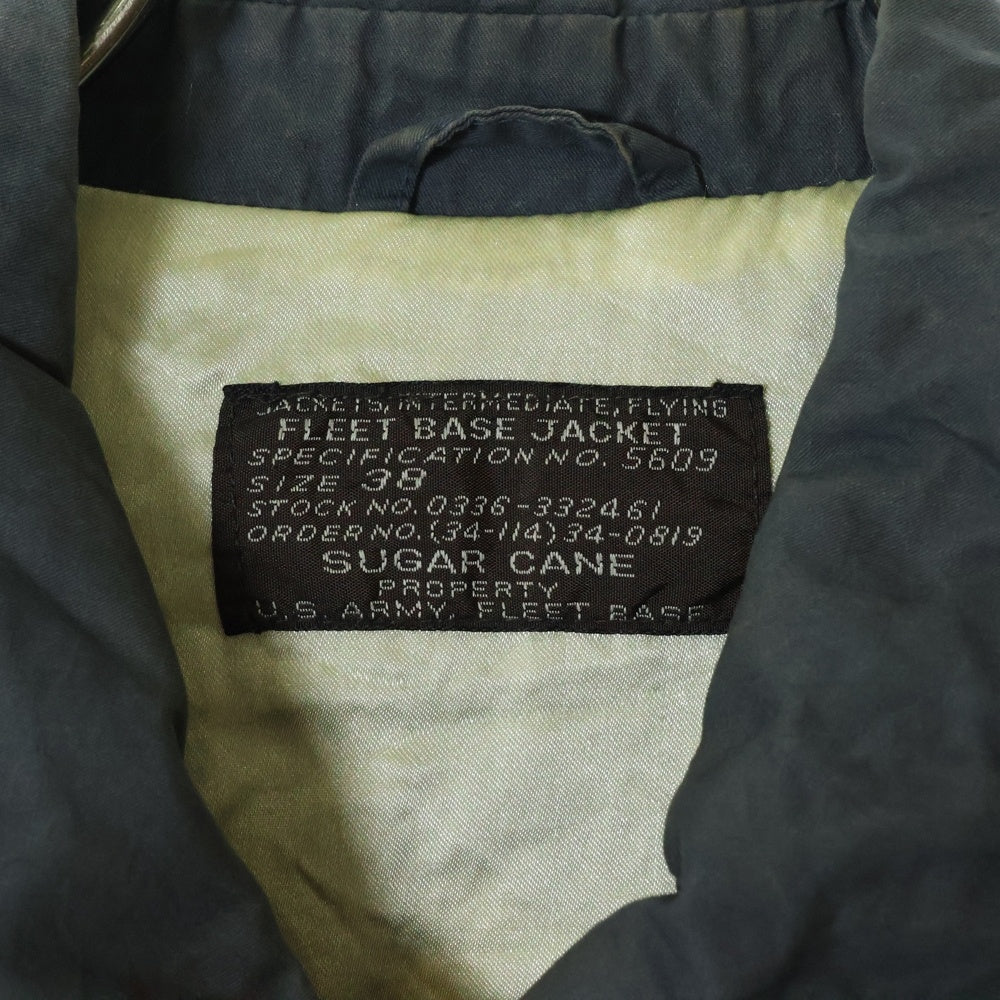 JACKETS, INTERMEDIATE, FLYING
FLEET BASE JACKET
SPECIFICATION NO. 5609
SIZE 38
STOCK NO. 0336-332461
ORDER NO. (34-114) 34-0819
SUGAR CANE
PROPERTY
U.S. ARMY, FLEET BASE